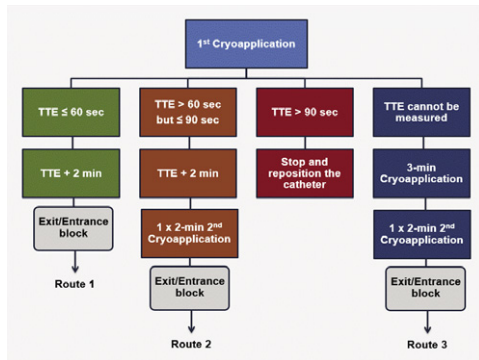 1st Cryoapplication
TTE ≤ 60 sec
TTE > 60 sec
but ≤ 90 sec
TTE > 90 sec
TTE cannot be
measured
TTE + 2 min
TTE + 2 min
Stop and
reposition the
catheter
3-min
Cryoapplication
Exit/Entrance
block
1 x 2-min 2nd
Cryoapplication
1 x 2-min 2nd
Cryoapplication
Route 1
Exit/Entrance
block
Exit/Entrance
block
Route 2
Route 3